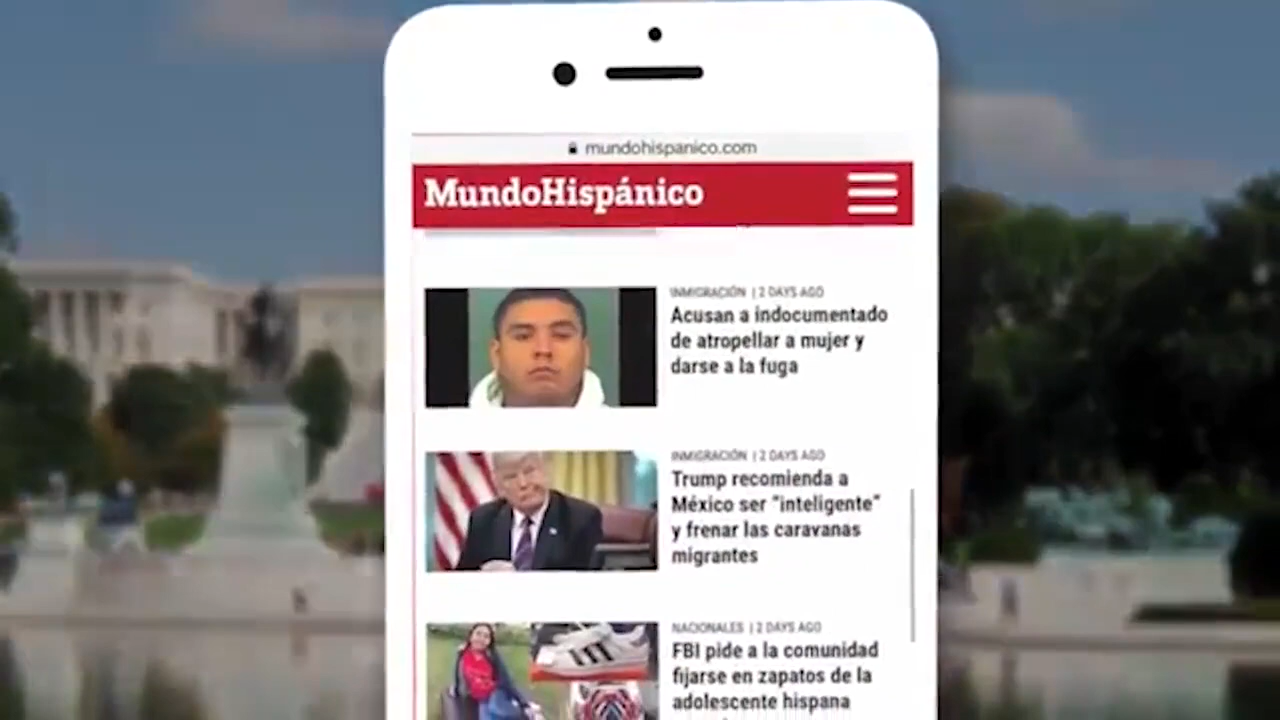 mundohispanico.com
MundoHispánico
INMIGRACIÓN | 2 DAYS AGO
Acusan a indocumentado
de atropellar a mujer y
darse a la fuga
INMIGRACIÓN | 2 DAYS AGO
Trump recomienda a
México ser "inteligente"
y frenar las caravanas
migrantes
NACIONALES | 2 DAYS AGO
FBI pide a la comunidad
fijarse en zapatos de la
adolescente hispana